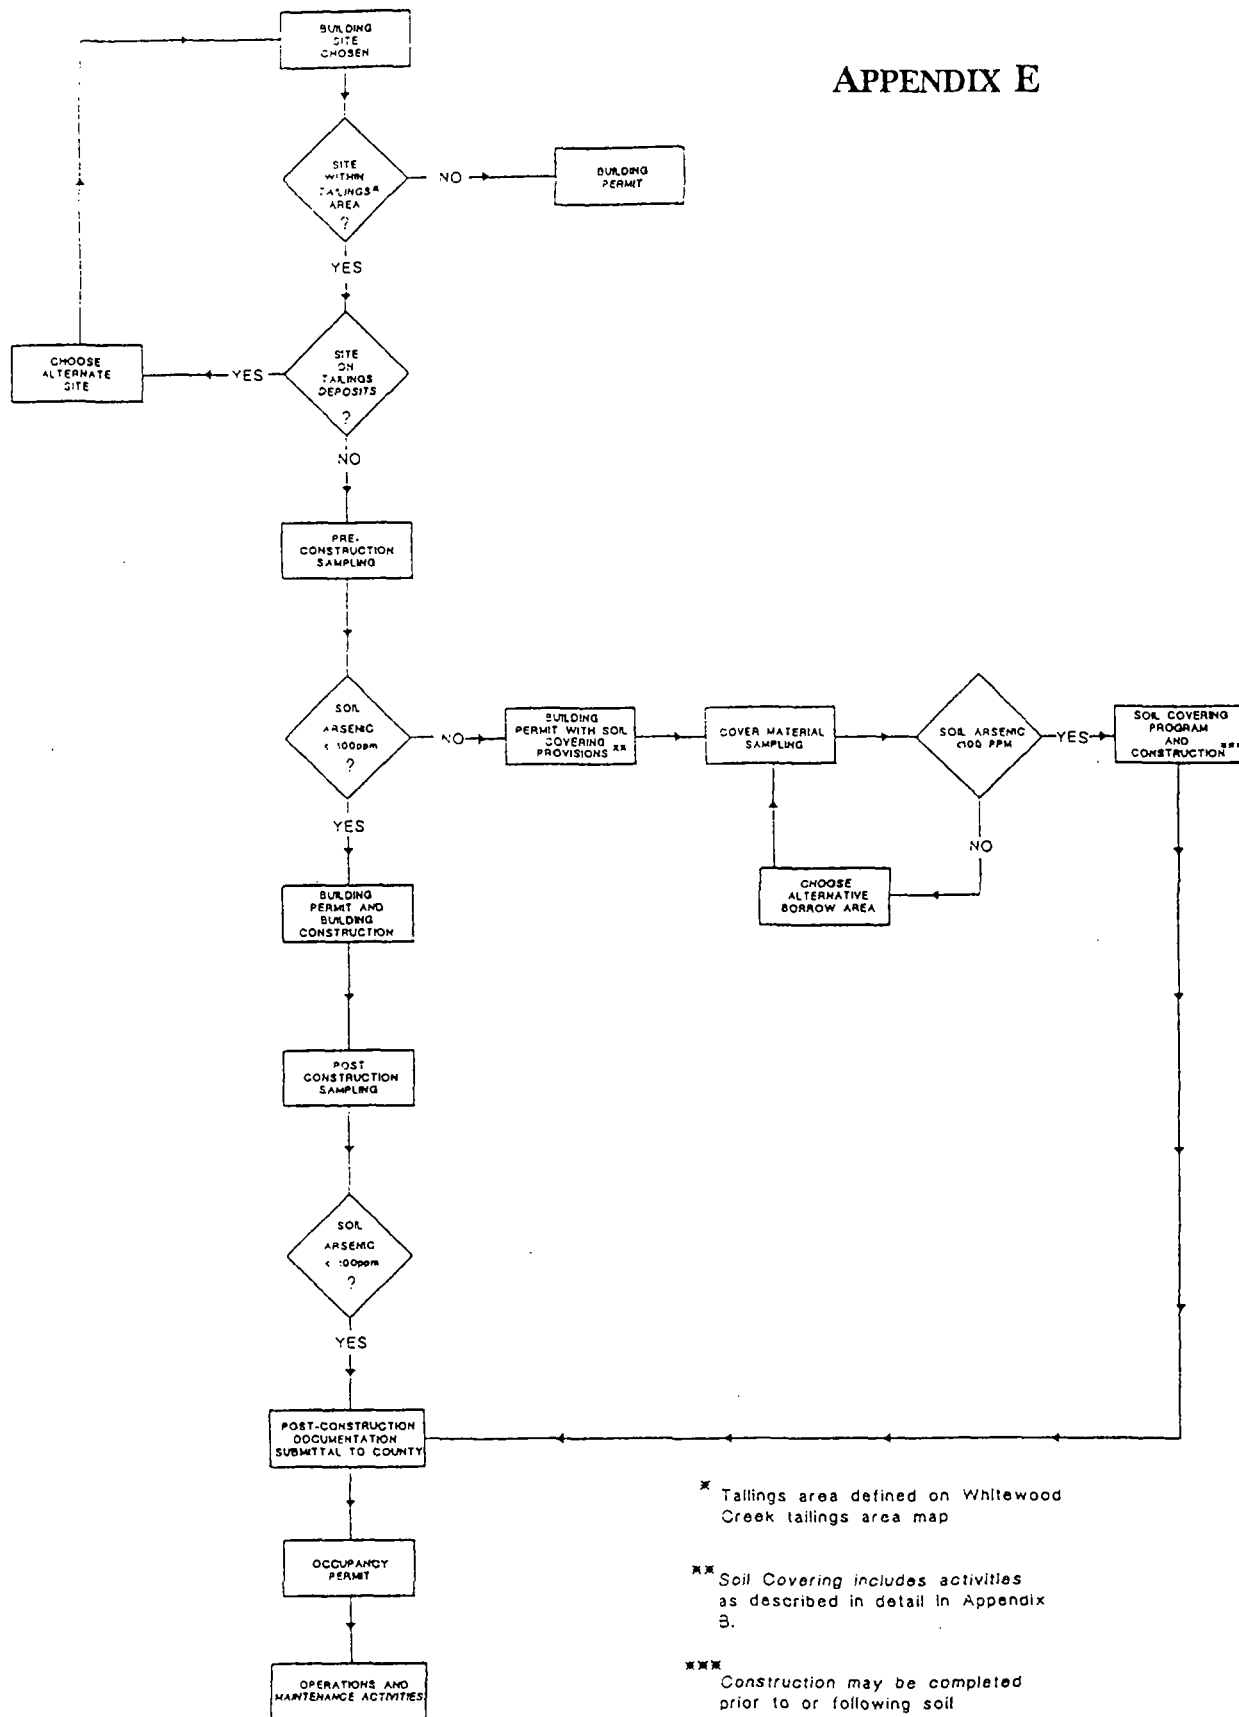 APPENDIX E
BUILDING
SITE
CHOSEN
SITE
WITHIN
TAILINGS*
AREA
?
NO
BUILDING
PERMIT
YES
SITE
ON
TAILINGS
DEPOSITS
?
YES
CHOOSE
ALTERNATE
SITE
NO
PRE-
CONSTRUCTION
SAMPLING
SOIL
ARSENIC
< 100ppm
?
NO
BUILDING
PERMIT WITH SOIL
COVERING
PROVISIONS **
COVER MATERIAL
SAMPLING
SOIL ARSENIC
<100 PPM
YES
SOIL COVERING
PROGRAM
AND
CONSTRUCTION***
NO
CHOOSE
ALTERNATIVE
BORROW AREA
YES
BUILDING
PERMIT AND
BUILDING
CONSTRUCTION
POST
CONSTRUCTION
SAMPLING
SOIL
ARSENIC
< 100ppm
?
YES
POST-CONSTRUCTION
DOCUMENTATION
SUBMITTAL TO COUNTY
OCCUPANCY
PERMIT
OPERATIONS AND
MAINTENANCE ACTIVITIES
* Tailings area defined on Whitewood
Creek tailings area map
** Soil Covering includes activities
as described in detail in Appendix
B.
*** Construction may be completed
prior to or following soil